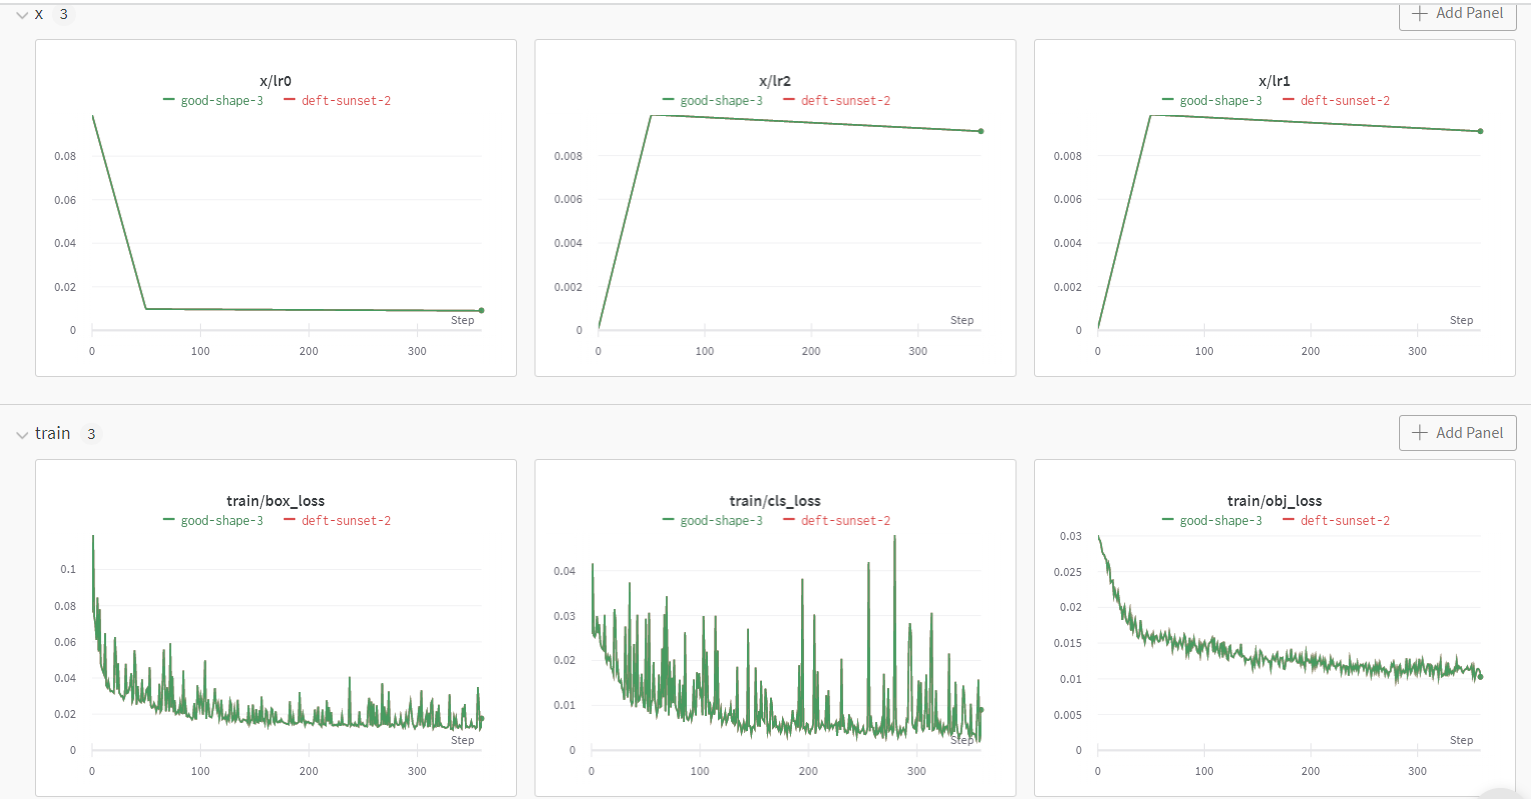 x 3
+ Add Panel
x/lr0
good-shape-3 deft-sunset-2
0.08
0.06
0.04
0.02
0
Step
0 100 200 300
x/lr2
good-shape-3 deft-sunset-2
0.008
0.006
0.004
0.002
0
Step
0 100 200 300
x/lr1
good-shape-3 deft-sunset-2
0.008
0.006
0.004
0.002
0
Step
0 100 200 300
train 3
+ Add Panel
train/box_loss
good-shape-3 deft-sunset-2
0.1
0.08
0.06
0.04
0.02
0
Step
0 100 200 300
train/cls_loss
good-shape-3 deft-sunset-2
0.04
0.03
0.02
0.01
0
Step
0 100 200 300
train/obj_loss
good-shape-3 deft-sunset-2
0.03
0.025
0.02
0.015
0.01
0.005
0
Step
0 100 200 300